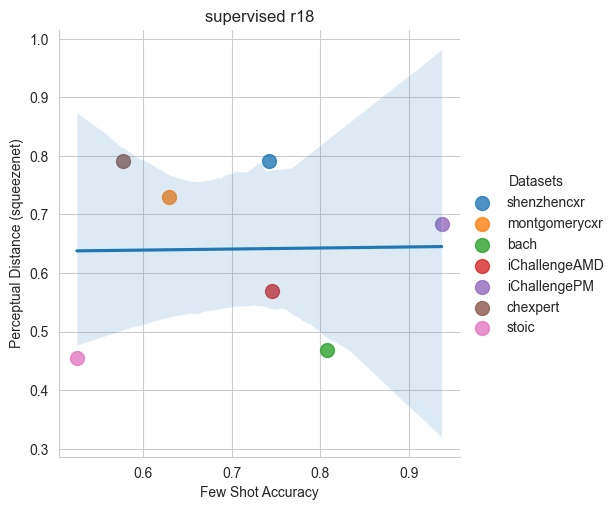 supervised r18
1.0
0.9
0.8
0.7
0.6
0.5
0.4
0.3
Perceptual Distance (squeezenet)
0.6
0.7
0.8
0.9
Few Shot Accuracy
Datasets
shenzhencxr
montgomerycxr
bach
iChallengeAMD
iChallengePM
chexpert
stoic